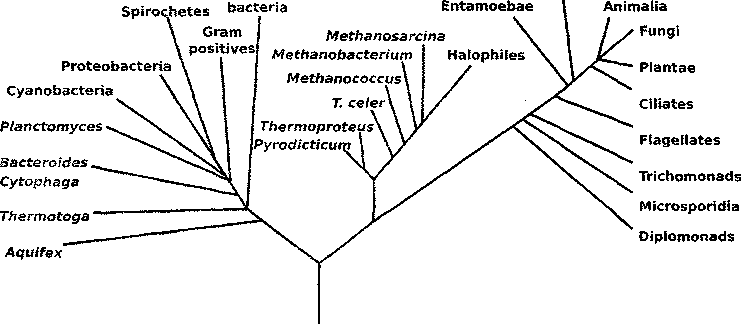 Spirochetes
bacteria
Gram
positives
Proteobacteria
Cyanobacteria
Planctomyces
Bacteroides
Cytophaga
Thermotoga
Aquifex
Methanosarcina
Methanobacterium
Halophiles
Methanococcus
T. celer
Thermoproteus
Pyrodicticum
Entamoebae
Animalia
Fungi
Plantae
Ciliates
Flagellates
Trichomonads
Microsporidia
Diplomonads